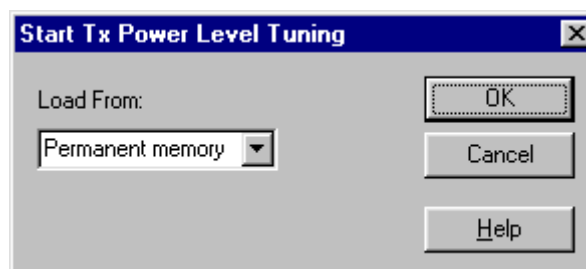 Start Tx Power Level Tuning
Load From:
Permanent memory
OK
Cancel
Help